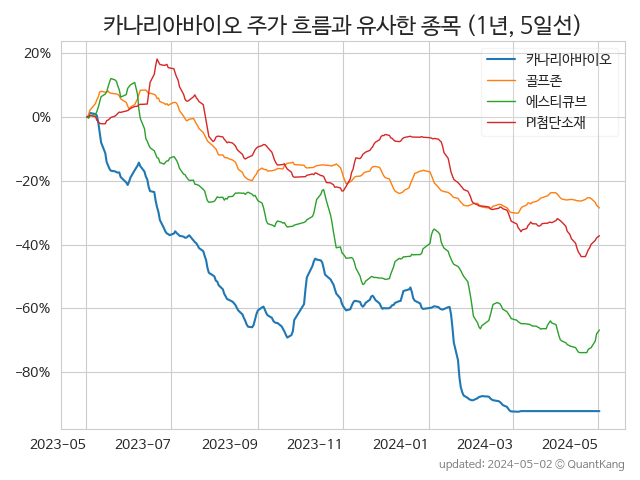 카나리아바이오 주가 흐름과 유사한 종목 (1년, 5일선)
카나리아바이오
골프존
에스티큐브
PI첨단소재
20%
0%
−20%
−40%
−60%
−80%
2023-05 2023-07 2023-09 2023-11 2024-01 2024-03 2024-05
updated: 2024-05-02 © QuantKang